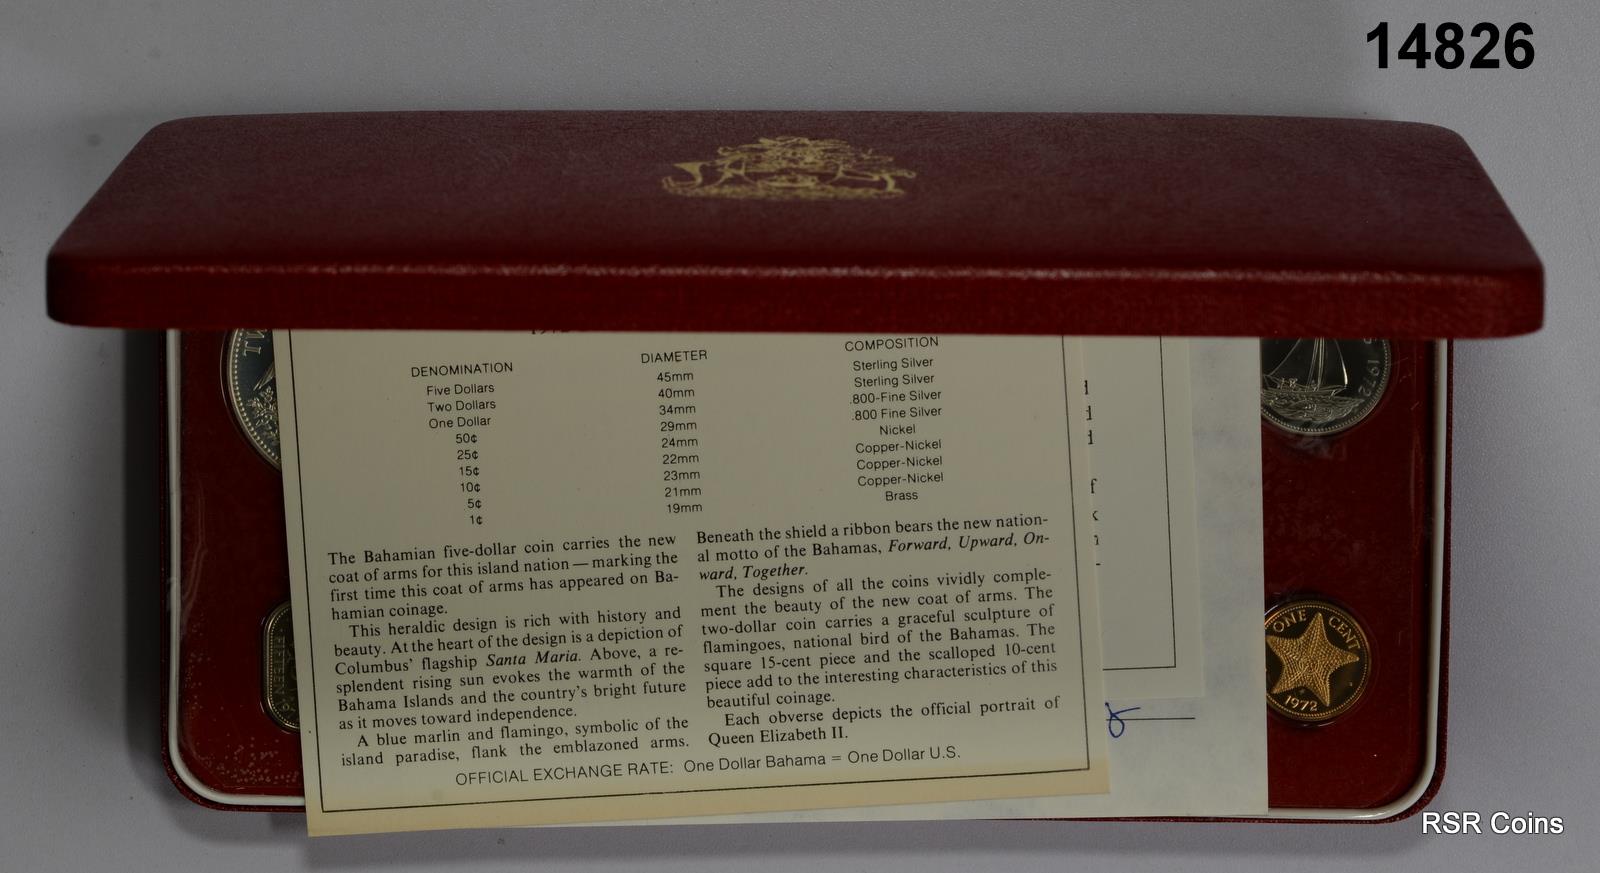 14826
DENOMINATION DIAMETER COMPOSITION
Five Dollars 45mm Sterling Silver
Two Dollars 40mm Sterling Silver
One Dollar 34mm .800-Fine Silver
50¢ 29mm .800 Fine Silver
25¢ 24mm Nickel
15¢ 22mm Copper-Nickel
10¢ 23mm Copper-Nickel
5¢ 21mm Copper-Nickel
1¢ 19mm Brass
The Bahamian five-dollar coin carries the new
coat of arms for this island nation — marking the
first time this coat of arms has appeared on Ba-
hamian coinage.
This heraldic design is rich with history and
beauty. At the heart of the design is a depiction of
Columbus' flagship Santa Maria. Above, a re-
splendent rising sun evokes the warmth of the
Bahama Islands and the country's bright future
as it moves toward independence.
A blue marlin and flamingo, symbolic of the
island paradise, flank the emblazoned arms.
Beneath the shield a ribbon bears the new nation-
al motto of the Bahamas, Forward, Upward, On-
ward, Together.
The designs of all the coins vividly comple-
ment the beauty of the new coat of arms. The
two-dollar coin carries a graceful sculpture of
flamingoes, national bird of the Bahamas. The
square 15-cent piece and the scalloped 10-cent
piece add to the interesting characteristics of this
beautiful coinage.
Each obverse depicts the official portrait of
Queen Elizabeth II.
OFFICIAL EXCHANGE RATE: One Dollar Bahama = One Dollar U.S.
1972
FIFTEEN
ONE CENT
1972
RSR Coins